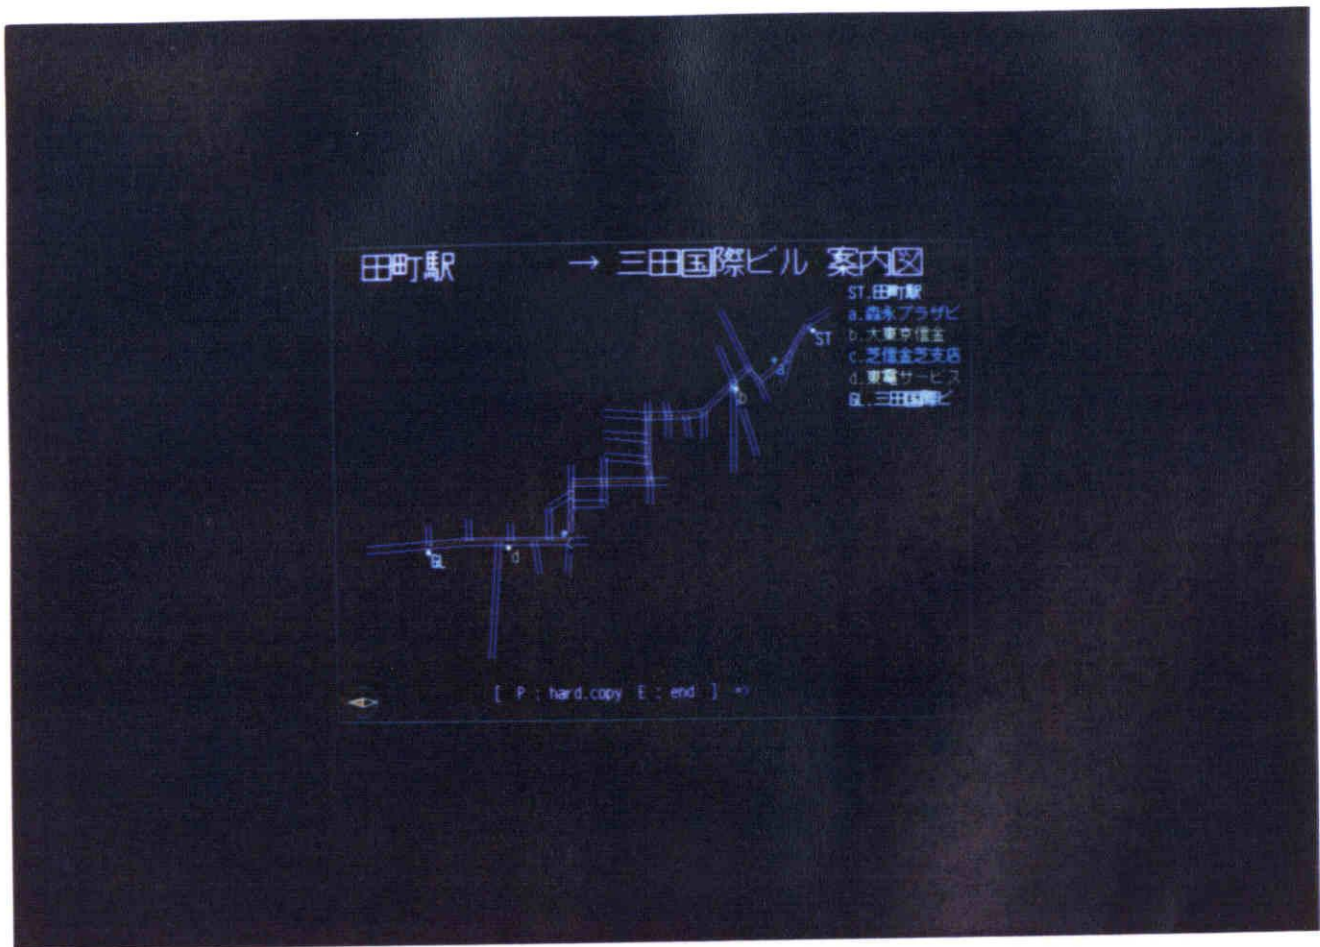 田町駅 → 三田国際ビル 案内図
ST.田町駅
a.森永プラザビ
b.大東京信金
c.芝信金芝支店
d.東電サービス
GL.三田国際ビ
ST
a
b
d
GL
[ P : hard.copy E : end ]